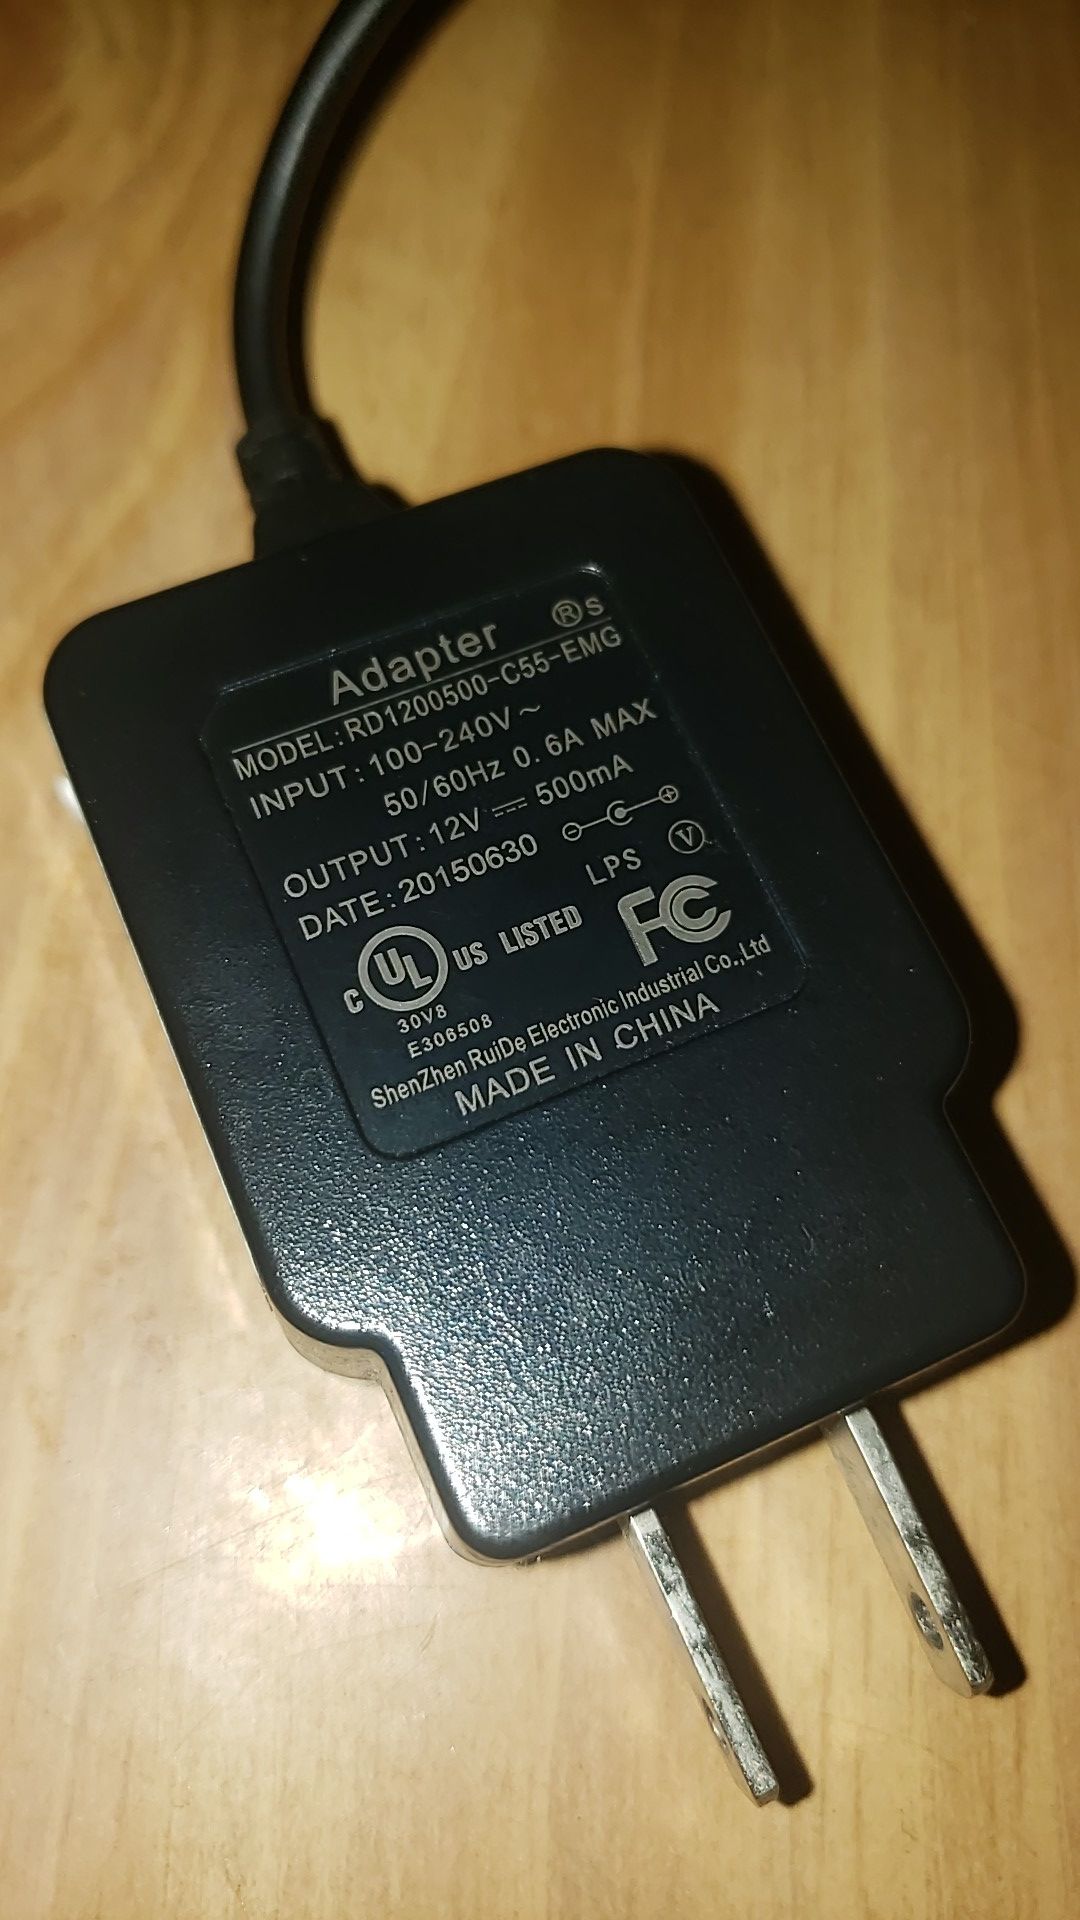 Adapter ® S
MODEL:RD1200500-C55-EMG
INPUT:100-240V~
50/60Hz 0.6A MAX
OUTPUT:12V⎓500mA
DATE:20150630
LPS V
C UL US LISTED FC
30V8
E306508
ShenZhen RuiDe Electronic Industrial Co.,Ltd
MADE IN CHINA